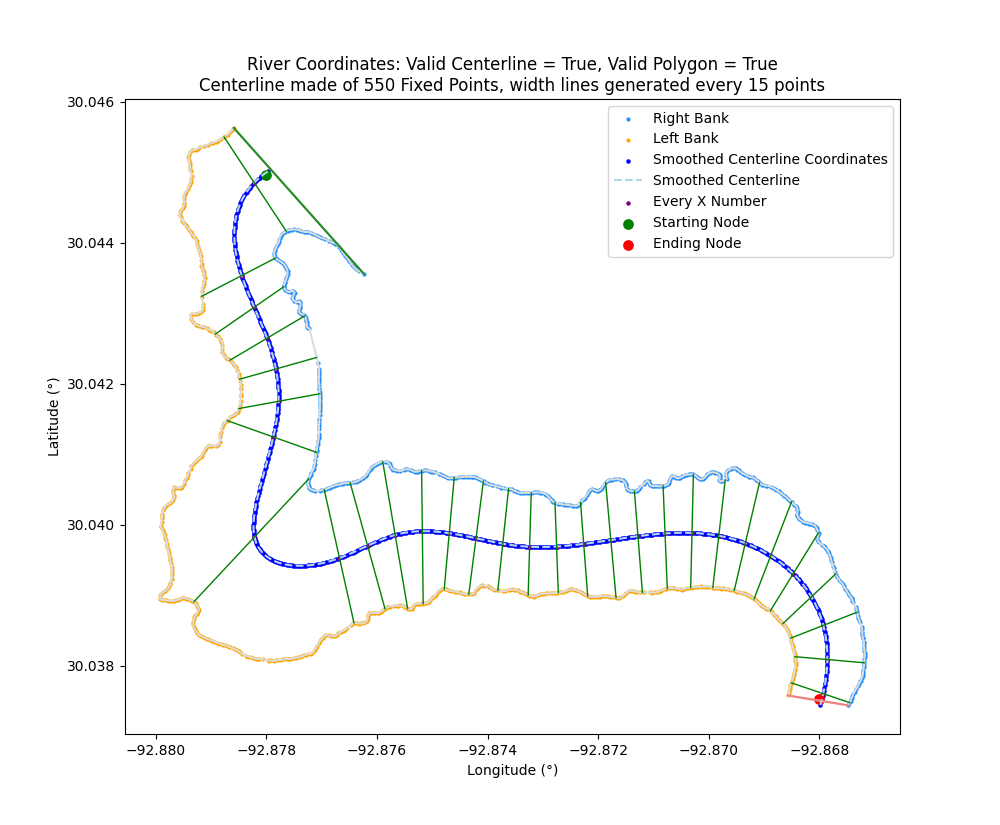 River Coordinates: Valid Centerline = True, Valid Polygon = True
Centerline made of 550 Fixed Points, width lines generated every 15 points
Right Bank
Left Bank
Smoothed Centerline Coordinates
Smoothed Centerline
Every X Number
Starting Node
Ending Node
30.046
30.044
30.042
30.040
30.038
Latitude (°)
−92.880
−92.878
−92.876
−92.874
−92.872
−92.870
−92.868
Longitude (°)